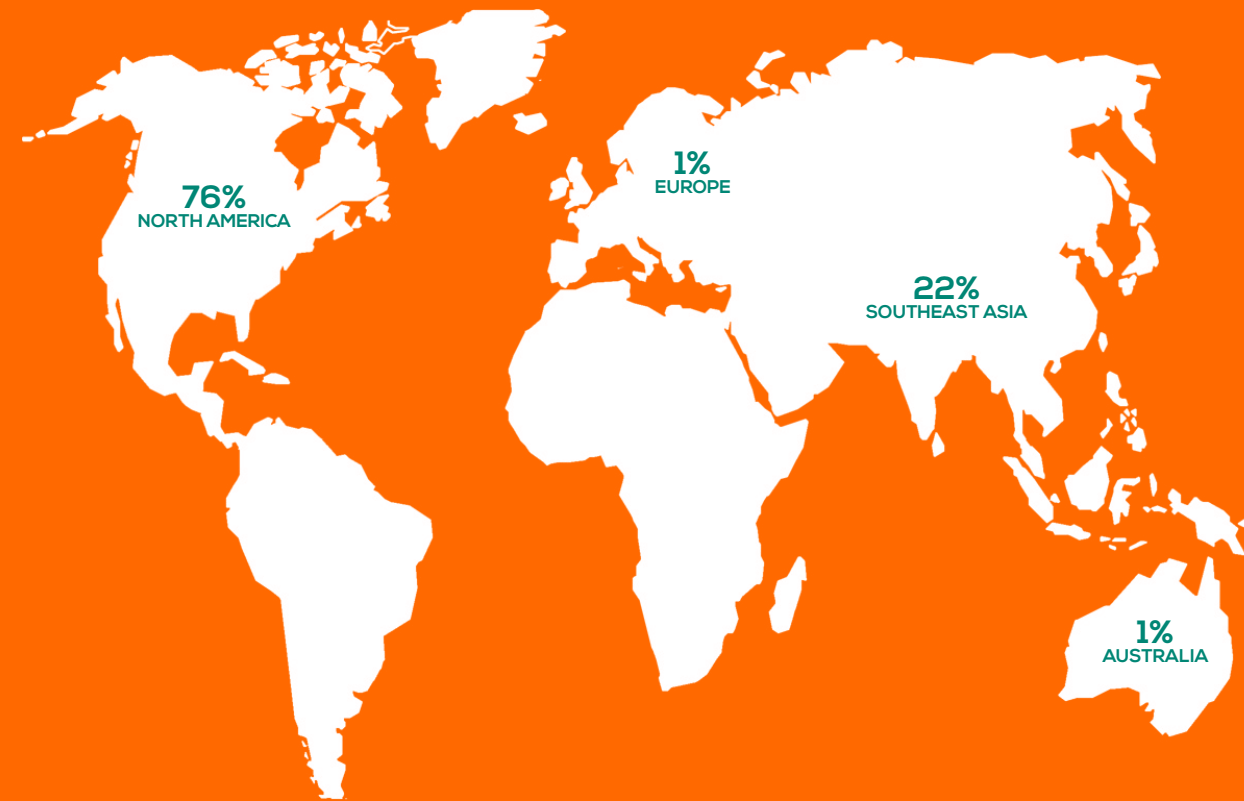 76%
NORTH AMERICA
1%
EUROPE
22%
SOUTHEAST ASIA
1%
AUSTRALIA